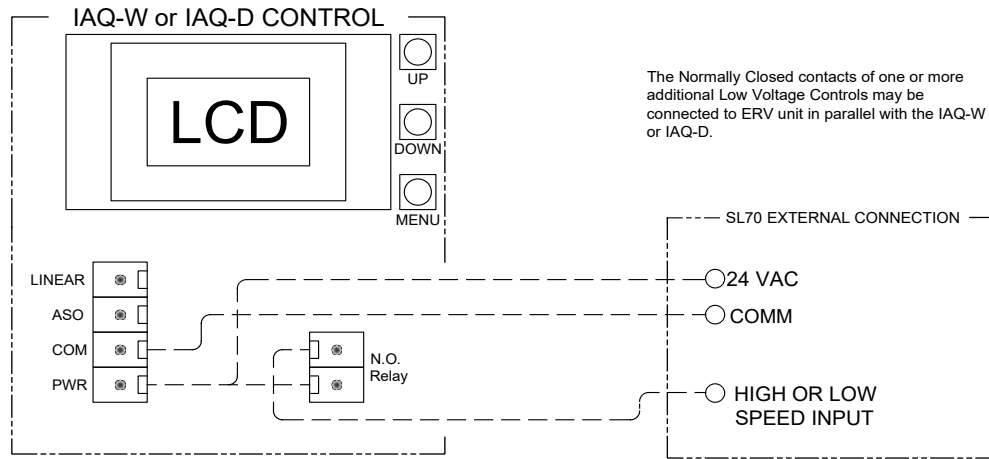 IAQ-W or IAQ-D CONTROL
LCD
UP
DOWN
MENU
The Normally Closed contacts of one or more
additional Low Voltage Controls may be
connected to ERV unit in parallel with the IAQ-W
or IAQ-D.
SL70 EXTERNAL CONNECTION
LINEAR
ASO
COM
PWR
N.O.
Relay
24 VAC
COMM
HIGH OR LOW
SPEED INPUT